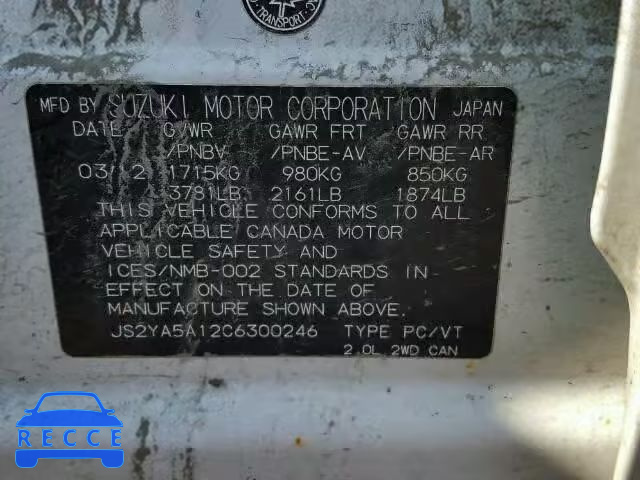 TRANSPORT
MFD BY SUZUKI MOTOR CORPORATION JAPAN
DATE G/WR GAWR FRT GAWR RR
/PNBV /PNBE-AV /PNBE-AR
03/12 1715KG 980KG 850KG
3781LB 2161LB 1874LB
THIS VEHICLE CONFORMS TO ALL
APPLICABLE CANADA MOTOR
VEHICLE SAFETY AND
ICES/NMB-002 STANDARDS IN
EFFECT ON THE DATE OF
MANUFACTURE SHOWN ABOVE.
JS2YA5A12C6300246 TYPE PC/VT
2.0L 2WD CAN
RECCE